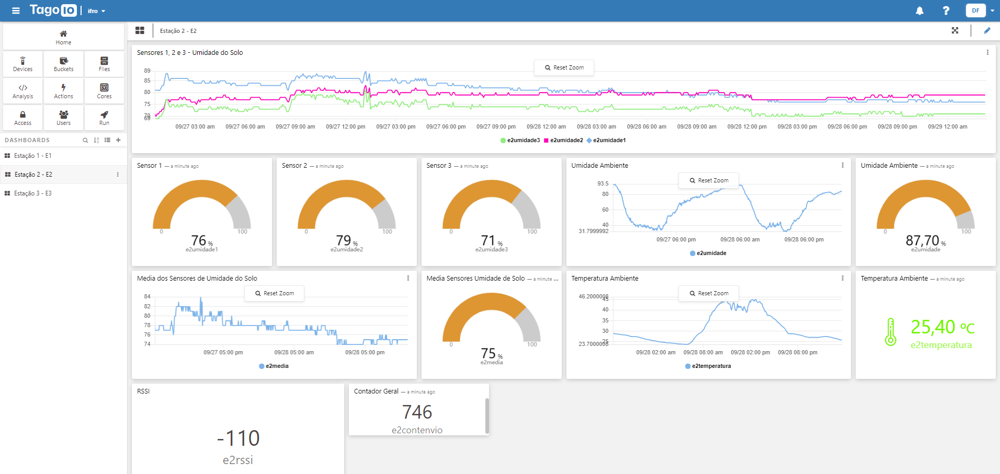 Tago IO | ifro
DF
Home
Devices Buckets Files
Analysis Actions Cores
Access Users Run
DASHBOARDS
Estação 1 - E1
Estação 2 - E2
Estação 3 - E3
Estação 2 - E2
Sensores 1, 2 e 3 - Umidade do Solo
Reset Zoom
89
85
80
75
70
69
09/27 03:00 am 09/27 06:00 am 09/27 09:00 am 09/27 12:00 pm 09/27 03:00 pm 09/27 06:00 pm 09/27 09:00 pm 09/28 12:00 am 09/28 03:00 am 09/28 06:00 am 09/28 09:00 am 09/28 12:00 pm 09/28 03:00 pm 09/28 06:00 pm 09/28 09:00 pm 09/29 12:00 am
e2umidade3 e2umidade2 e2umidade1
Sensor 1 — a minute ago
0 100
76 %
e2umidade1
Sensor 2 — a minute ago
0 100
79 %
e2umidade2
Sensor 3 — a minute ago
0 100
71 %
e2umidade3
Umidade Ambiente
Reset Zoom
93.5
80
60
40
31.7999992
09/27 06:00 pm 09/28 06:00 am 09/28 06:00 pm
e2umidade
Umidade Ambiente — a minute ago
0 100
87,70 %
e2umidade
Media dos Sensores de Umidade do Solo
Reset Zoom
84
82
80
78
76
74
09/27 05:00 pm 09/28 05:00 am 09/28 05:00 pm
e2media
Media Sensores Umidade de Solo — a minute ...
0 100
75 %
e2media
Temperatura Ambiente
Reset Zoom
46.2000008
45
40
35
30
25
23.7000008
09/28 02:00 am 09/28 08:00 am 09/28 02:00 pm 09/28 08:00 pm
e2temperatura
Temperatura Ambiente — a minute ago
25,40 ºC
e2temperatura
RSSI
-110
e2rssi
Contador Geral — a minute ago
746
e2contenvio